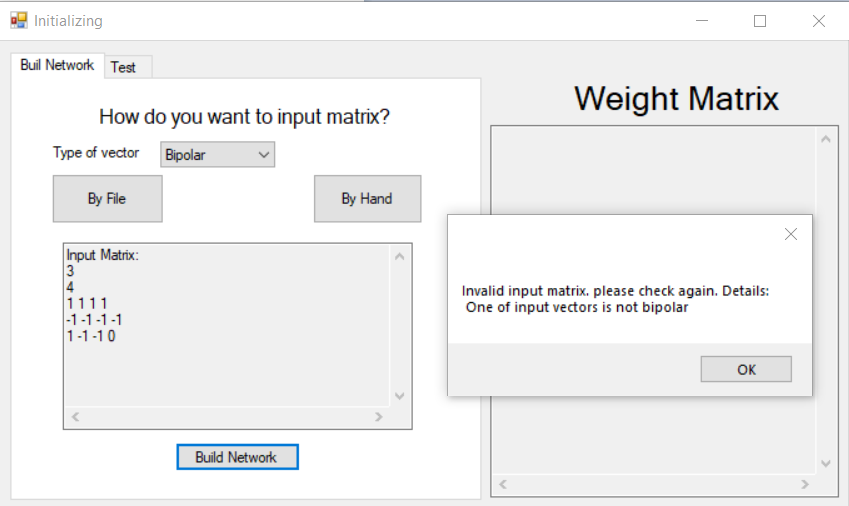 Initializing
Buil Network
Test
How do you want to input matrix?
Type of vector
Bipolar
By File
By Hand
Input Matrix:
3
4
1 1 1 1
-1 -1 -1 -1
1 -1 -1 0
Build Network
Weight Matrix
Invalid input matrix. please check again. Details:
One of input vectors is not bipolar
OK